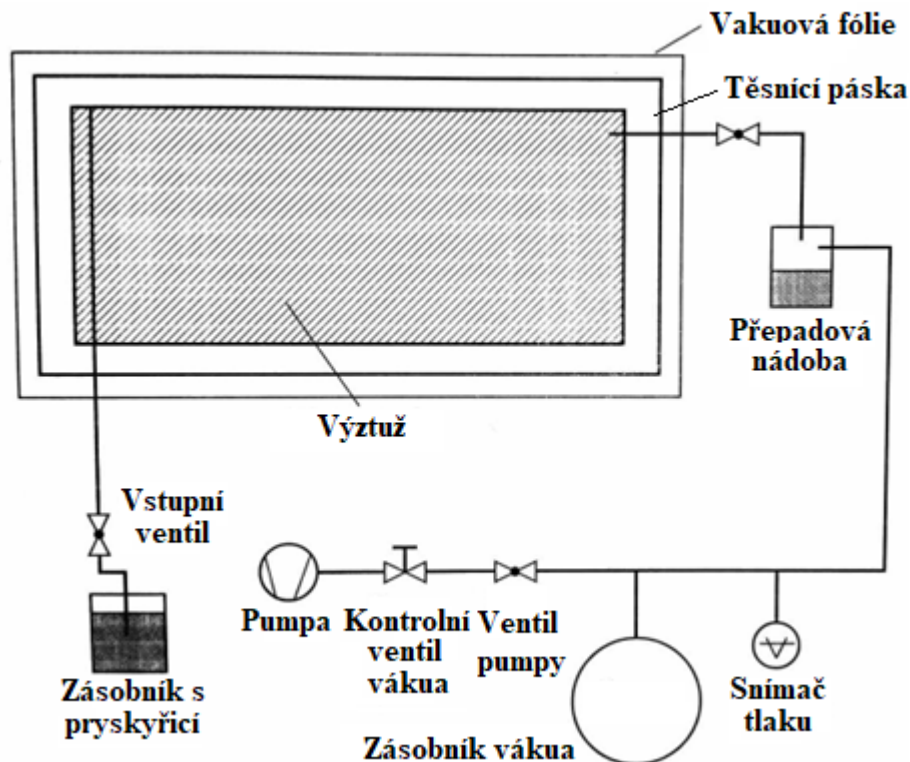 Vakuová fólie
Těsnící páska
Přepadová
nádoba
Výztuž
Vstupní
ventil
Pumpa
Kontrolní
ventil
vákua
Ventil
pumpy
Zásobník s
pryskyřicí
Snímač
tlaku
Zásobník vákua